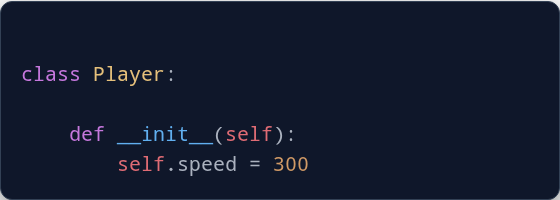 class Player:
    def __init__(self):
        self.speed = 300